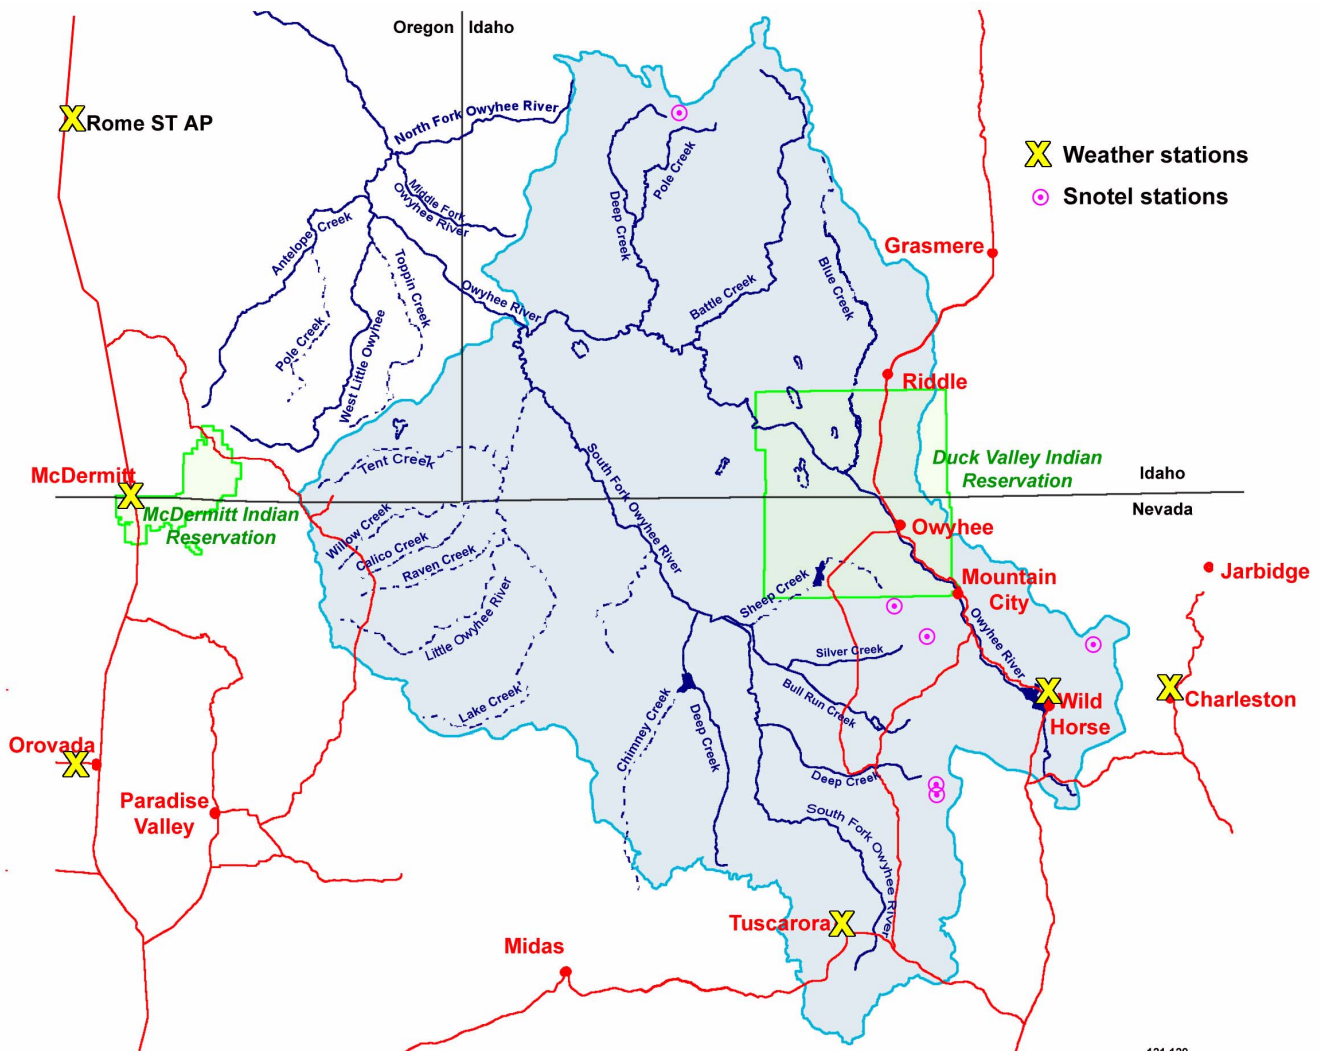 Oregon
Idaho
North Fork Owyhee River
Rome ST AP
Weather stations
Snotel stations
Middle Fork
Owyhee River
Pole Creek
Deep Creek
Antelope Creek
Toppin Creek
Grasmere
Blue Creek
Owyhee River
Battle Creek
Pole Creek
West Little Owyhee
Riddle
Tent Creek
McDermitt
South Fork Owyhee River
Duck Valley Indian
Reservation
Idaho
Nevada
McDermitt Indian
Reservation
Willow Creek
Calico Creek
Raven Creek
Owyhee
Mountain
City
Jarbidge
Sheep Creek
Little Owyhee River
Owyhee River
Silver Creek
Bull Run Creek
Lake Creek
Chimney Creek
Deep Creek
Wild
Horse
Charleston
Orovada
Deep Creek
Paradise
Valley
South Fork Owyhee River
Tuscarora
Midas